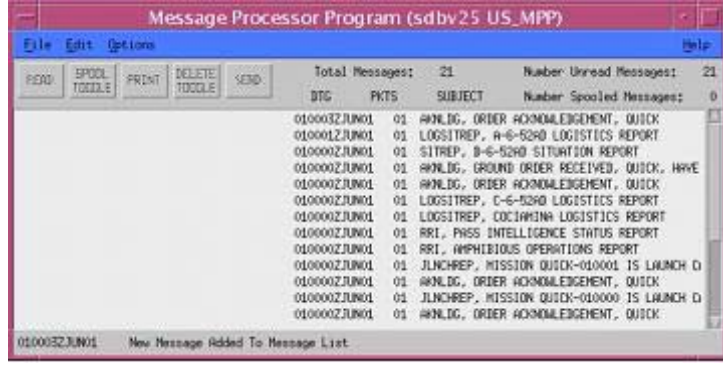 Message Processor Program (sdbv25 US_MPP)
File Edit Options Help
READ SPOOL TOGGLE PRINT DELETE TOGGLE SEND Total Messages: 21 Number Unread Messages: 21
DTG PKTS SUBJECT Number Spooled Messages: 0
010003ZJUN01 01 AKNLDG, ORDER ACKNOWLEDGEMENT, QUICK
010001ZJUN01 01 LOGSITREP, A-6-52AD LOGISTICS REPORT
010000ZJUN01 01 SITREP, B-6-52AD SITUATION REPORT
010000ZJUN01 01 AKNLDG, GROUND ORDER RECEIVED, QUICK, HAVE
010000ZJUN01 01 AKNLDG, ORDER ACKNOWLEDGEMENT, QUICK
010000ZJUN01 01 LOGSITREP, C-6-52AD LOGISTICS REPORT
010000ZJUN01 01 LOGSITREP, COCIAMINA LOGISTICS REPORT
010000ZJUN01 01 RRI, PASS INTELLIGENCE STATUS REPORT
010000ZJUN01 01 RRI, AMPHIBIOUS OPERATIONS REPORT
010000ZJUN01 01 JLNCHREP, MISSION QUICK-010001 IS LAUNCH
010000ZJUN01 01 AKNLDG, ORDER ACKNOWLEDGEMENT, QUICK
010000ZJUN01 01 JLNCHREP, MISSION QUICK-010000 IS LAUNCH
010000ZJUN01 01 AKNLDG, ORDER ACKNOWLEDGEMENT, QUICK
010003ZJUN01 New Message Added To Message List